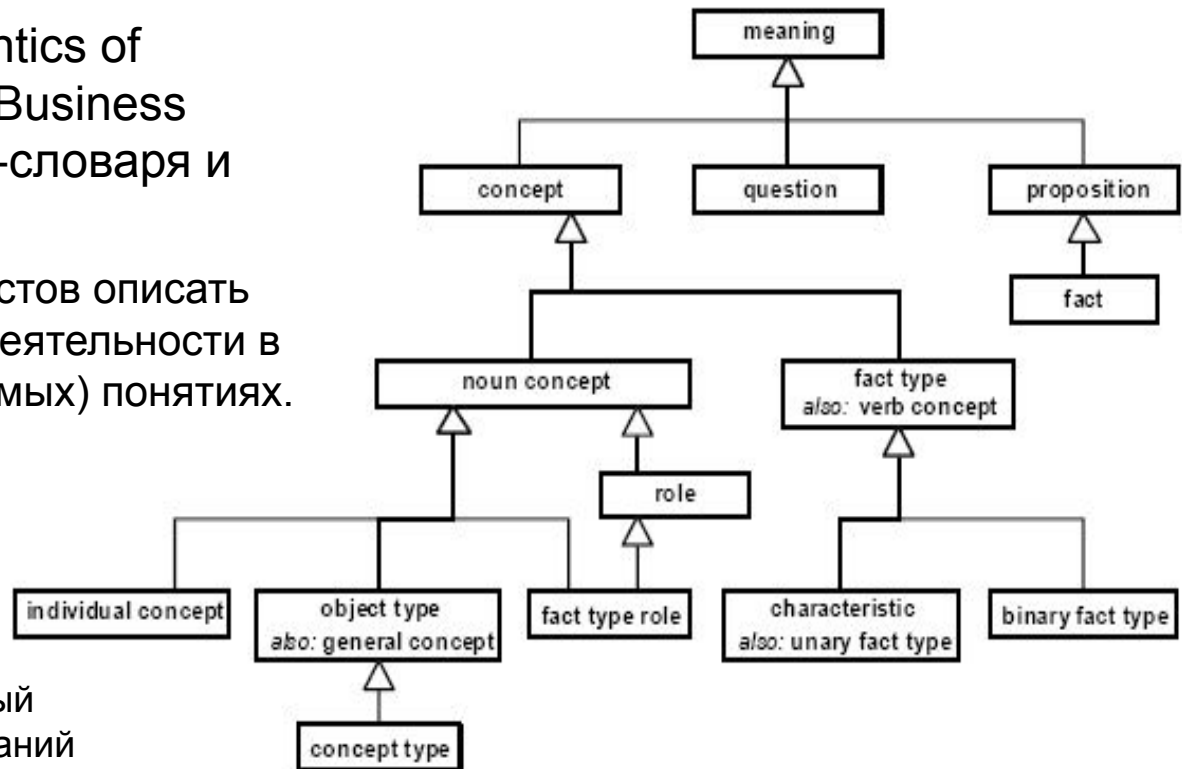 ntics of
Business
-словаря и
стов описать
еятельности в
мых) понятиях.
ый
аний
meaning
concept
question
proposition
fact
noun concept
fact type
also: verb concept
role
individual concept
object type
also: general concept
fact type role
characteristic
also: unary fact type
binary fact type
concept type